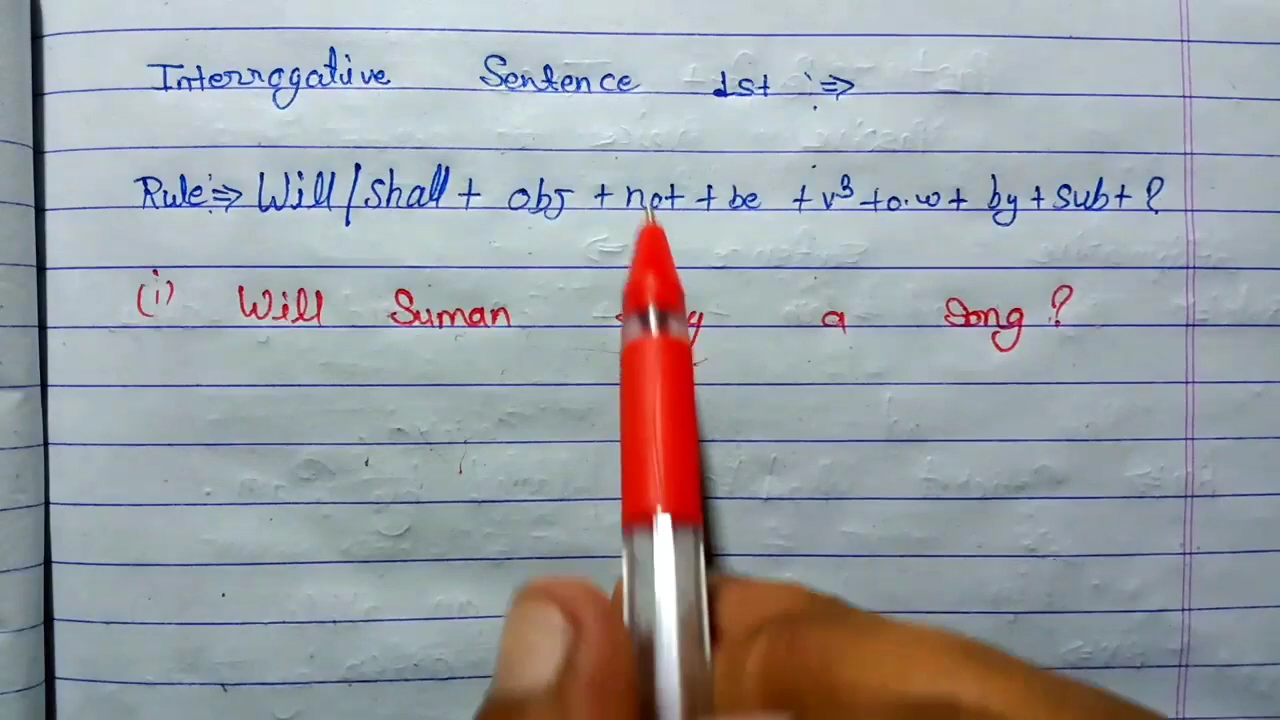 Interrogative Sentence 1st :⇒
Rule:⇒ Will/Shall + obj + not + be + v³ + o.w + by + sub + ?
(i) Will Suman a Song ?